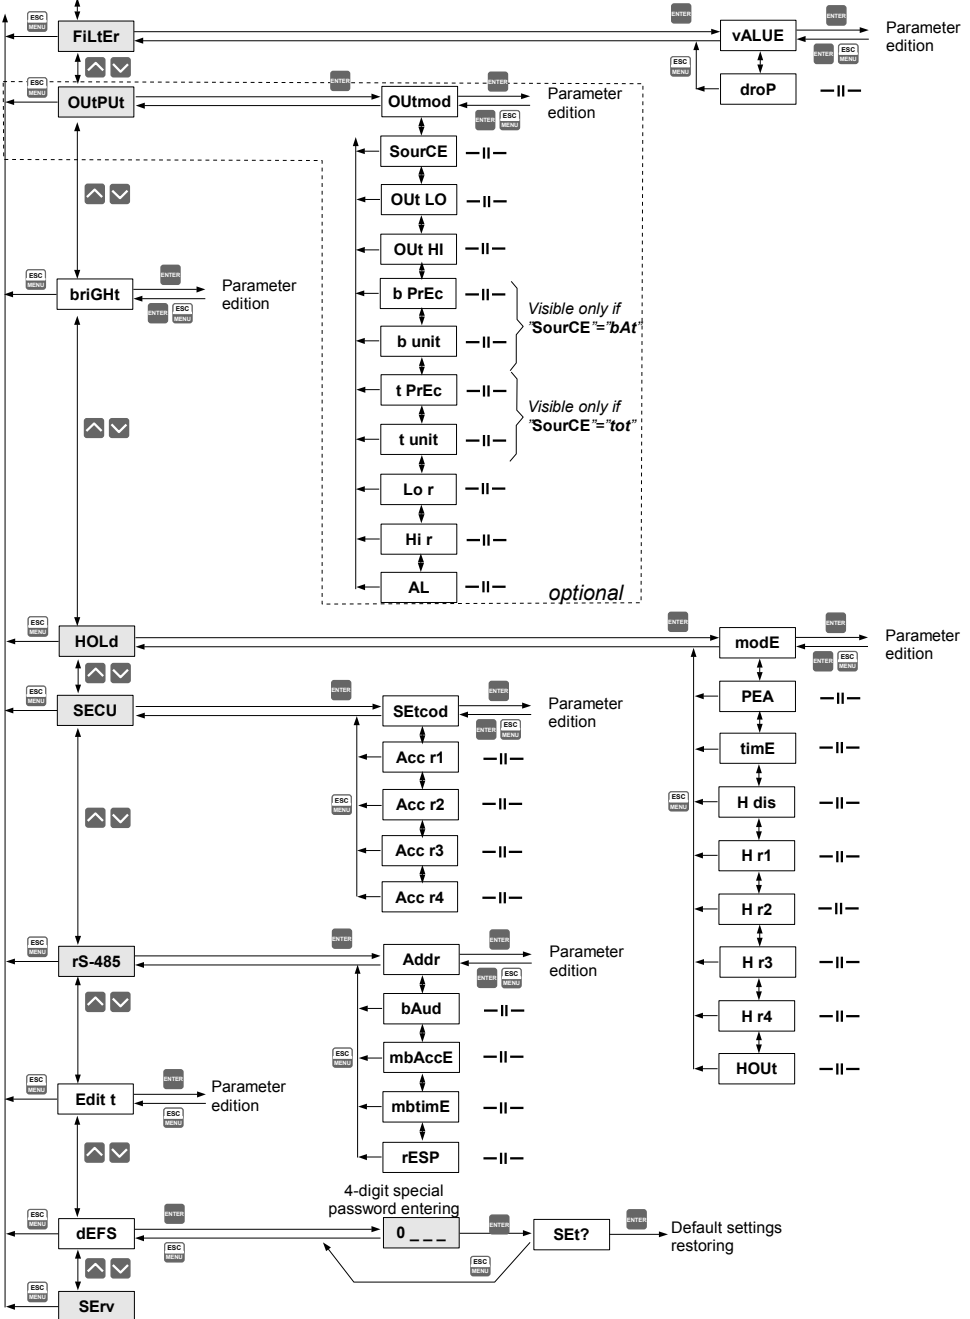 ESC
MENU
FiLtEr
ENTER
vALUE
ENTER
Parameter
edition
ENTER
ESC
MENU
ESC
MENU
droP
—II—
ESC
MENU
OUtPUt
ENTER
OUtmod
ENTER
Parameter
edition
ENTER
ESC
MENU
SourCE
—II—
OUt LO
—II—
OUt HI
—II—
b PrEc
—II—
b unit
—II—
Visible only if
"SourCE"="bAt"
t PrEc
—II—
t unit
—II—
Visible only if
"SourCE"="tot"
Lo r
—II—
Hi r
—II—
AL
—II—
optional
ESC
MENU
briGHt
ENTER
ENTER
ESC
MENU
Parameter
edition
ESC
MENU
HOLd
ENTER
modE
ENTER
Parameter
edition
ENTER
ESC
MENU
PEA
—II—
timE
—II—
ESC
MENU
H dis
—II—
H r1
—II—
H r2
—II—
H r3
—II—
H r4
—II—
HOUt
—II—
ESC
MENU
SECU
ENTER
SEtcod
ENTER
Parameter
edition
ENTER
ESC
MENU
Acc r1
—II—
ESC
MENU
Acc r2
—II—
Acc r3
—II—
Acc r4
—II—
ESC
MENU
rS-485
ENTER
Addr
ENTER
Parameter
edition
ENTER
ESC
MENU
bAud
—II—
ESC
MENU
mbAccE
—II—
mbtimE
—II—
rESP
—II—
ESC
MENU
Edit t
ENTER
ESC
MENU
Parameter
edition
ESC
MENU
dEFS
ENTER
ESC
MENU
4-digit special
password entering
0 _ _ _
ENTER
ESC
MENU
SEt?
ENTER
Default settings
restoring
ESC
MENU
SErv